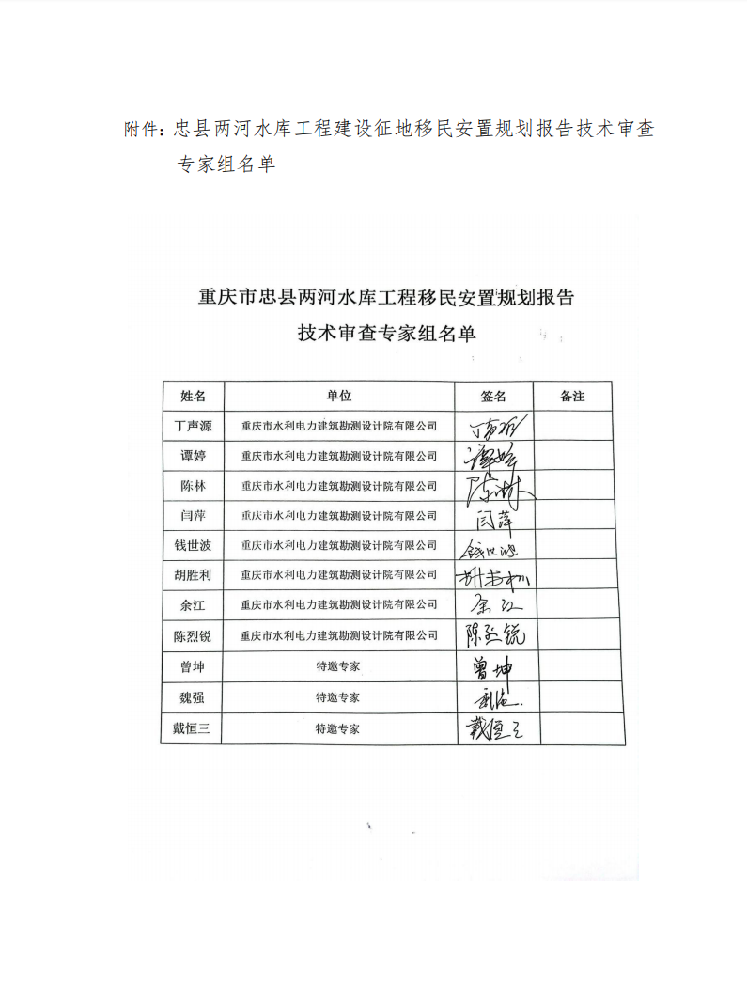 附件：忠县两河水库工程建设征地移民安置规划报告技术审查
专家组名单
重庆市忠县两河水库工程移民安置规划报告
技术审查专家组名单
姓名 单位 签名 备注
丁声源 重庆市水利电力建筑勘测设计院有限公司 丁声源
谭婷 重庆市水利电力建筑勘测设计院有限公司 谭婷
陈林 重庆市水利电力建筑勘测设计院有限公司 陈林
闫萍 重庆市水利电力建筑勘测设计院有限公司 闫萍
钱世波 重庆市水利电力建筑勘测设计院有限公司 钱世波
胡胜利 重庆市水利电力建筑勘测设计院有限公司 胡胜利
余江 重庆市水利电力建筑勘测设计院有限公司 余江
陈烈锐 重庆市水利电力建筑勘测设计院有限公司 陈烈锐
曾坤 特邀专家 曾坤
魏强 特邀专家
戴恒三 特邀专家 戴恒三